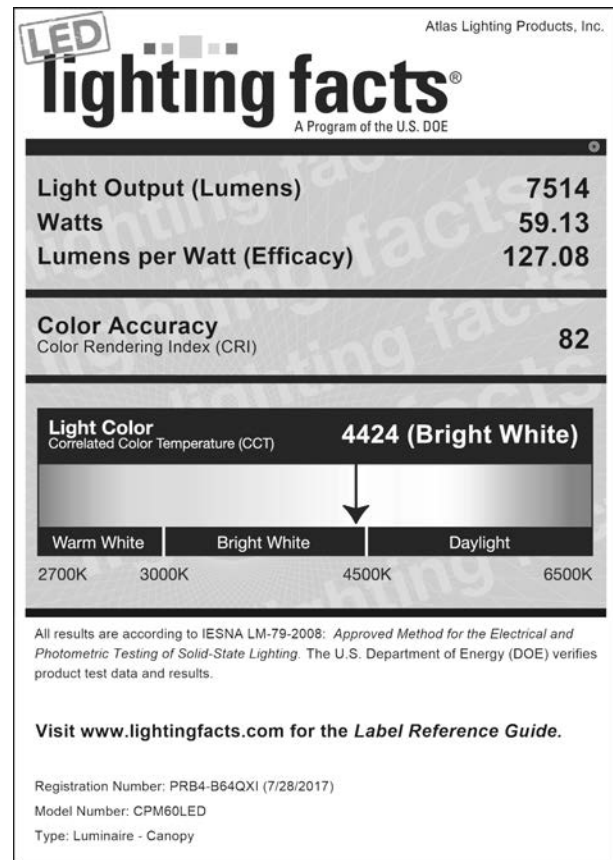 Atlas Lighting Products, Inc.
LED
lighting facts®
A Program of the U.S. DOE
Light Output (Lumens) 7514
Watts 59.13
Lumens per Watt (Efficacy) 127.08
Color Accuracy
Color Rendering Index (CRI) 82
Light Color
Correlated Color Temperature (CCT) 4424 (Bright White)
Warm White Bright White Daylight
2700K 3000K 4500K 6500K
All results are according to IESNA LM-79-2008: Approved Method for the Electrical and
Photometric Testing of Solid-State Lighting. The U.S. Department of Energy (DOE) verifies
product test data and results.
Visit www.lightingfacts.com for the Label Reference Guide.
Registration Number: PRB4-B64QXI (7/28/2017)
Model Number: CPM60LED
Type: Luminaire - Canopy